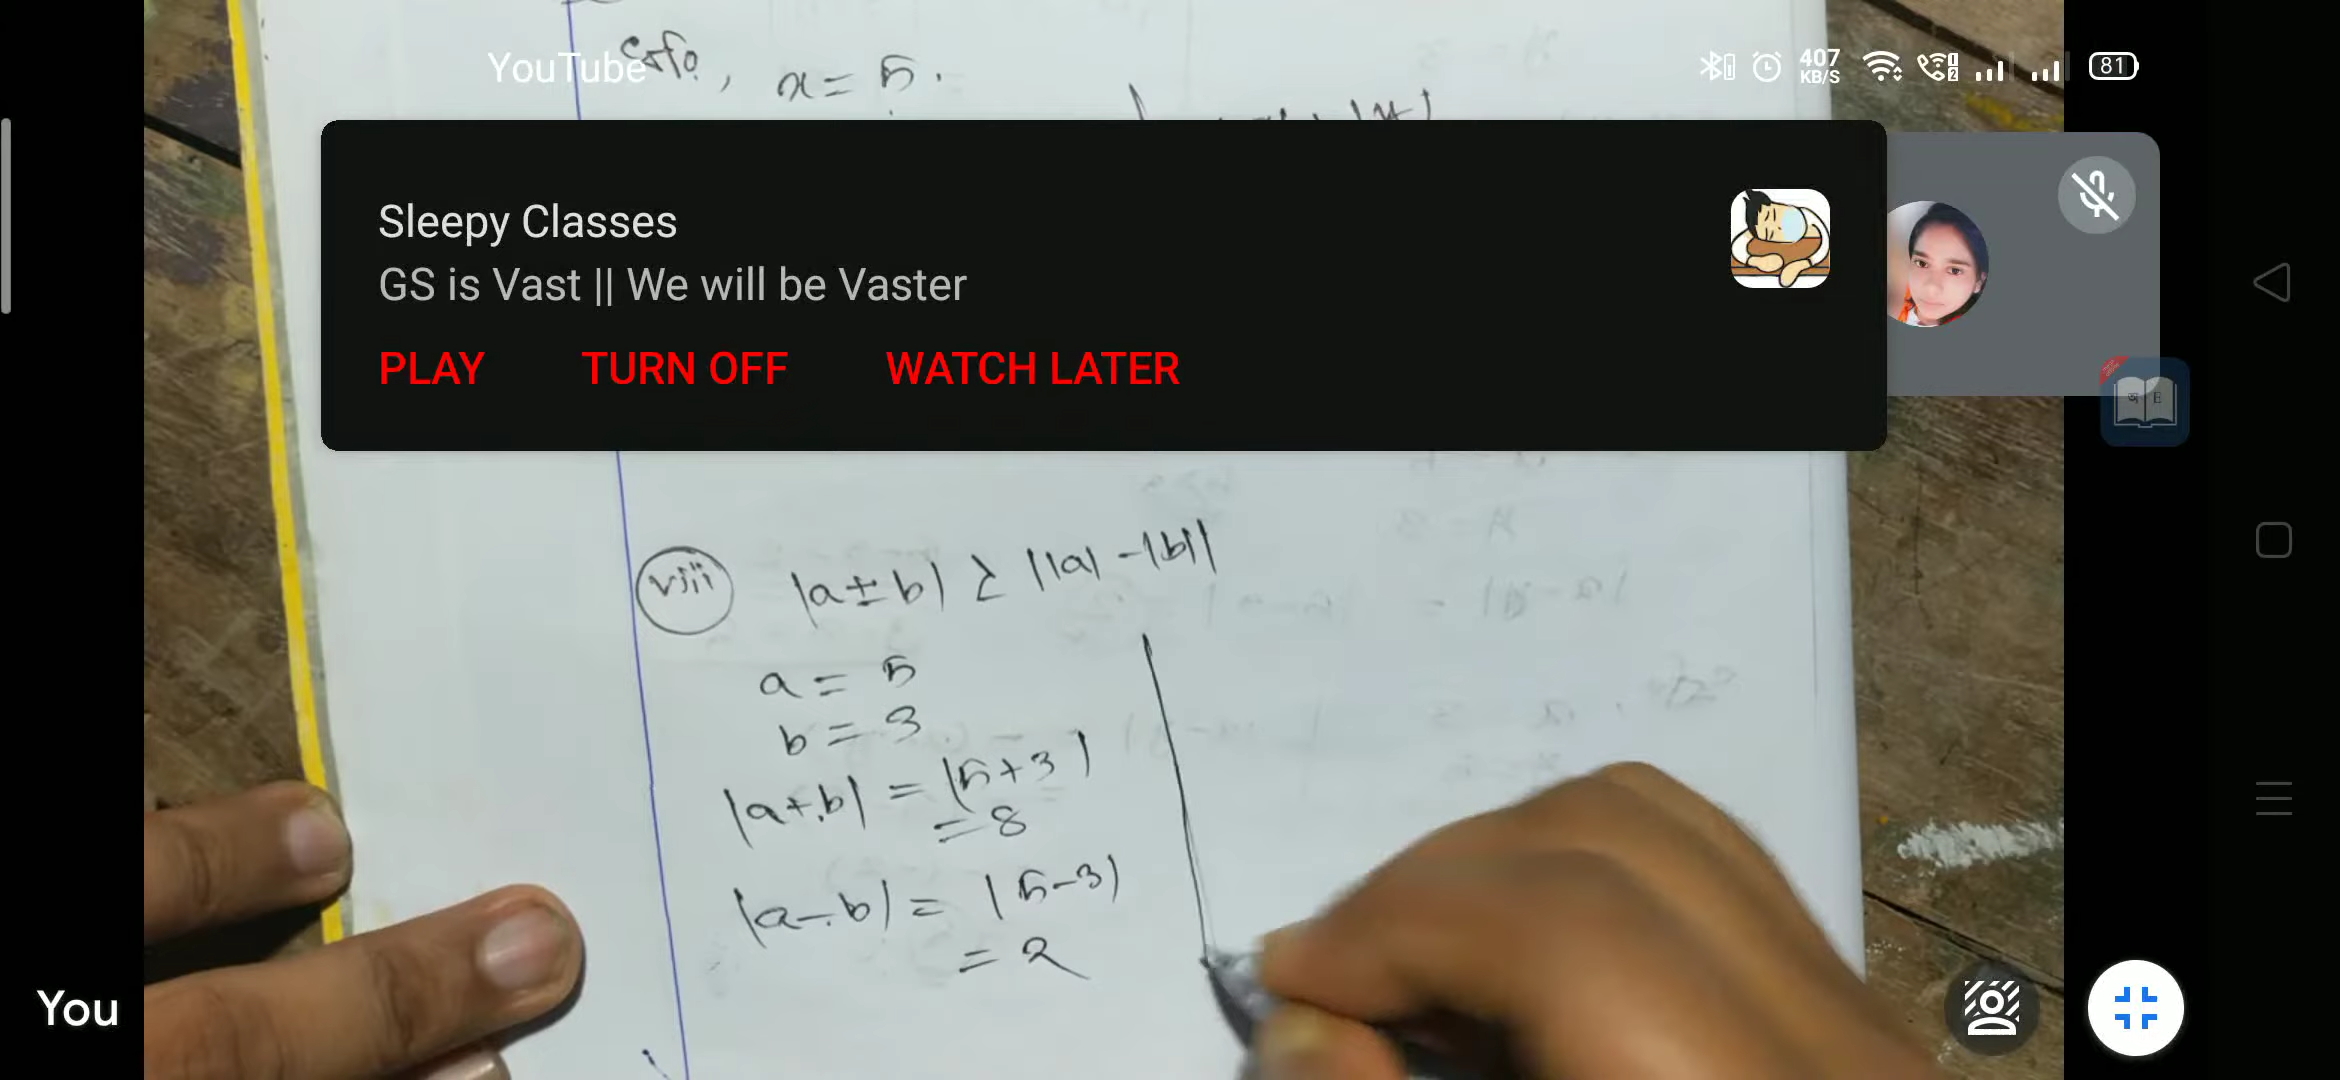 YouTube
407
KB/S
81
x = 5.
Sleepy Classes
GS is Vast || We will be Vaster
PLAY TURN OFF WATCH LATER
viii |a±b| ≥ ||a| -|b||
a = 5
b = 3
|a+b| = |5+3|
= 8
|a-b| = |5-3|
= 2
You